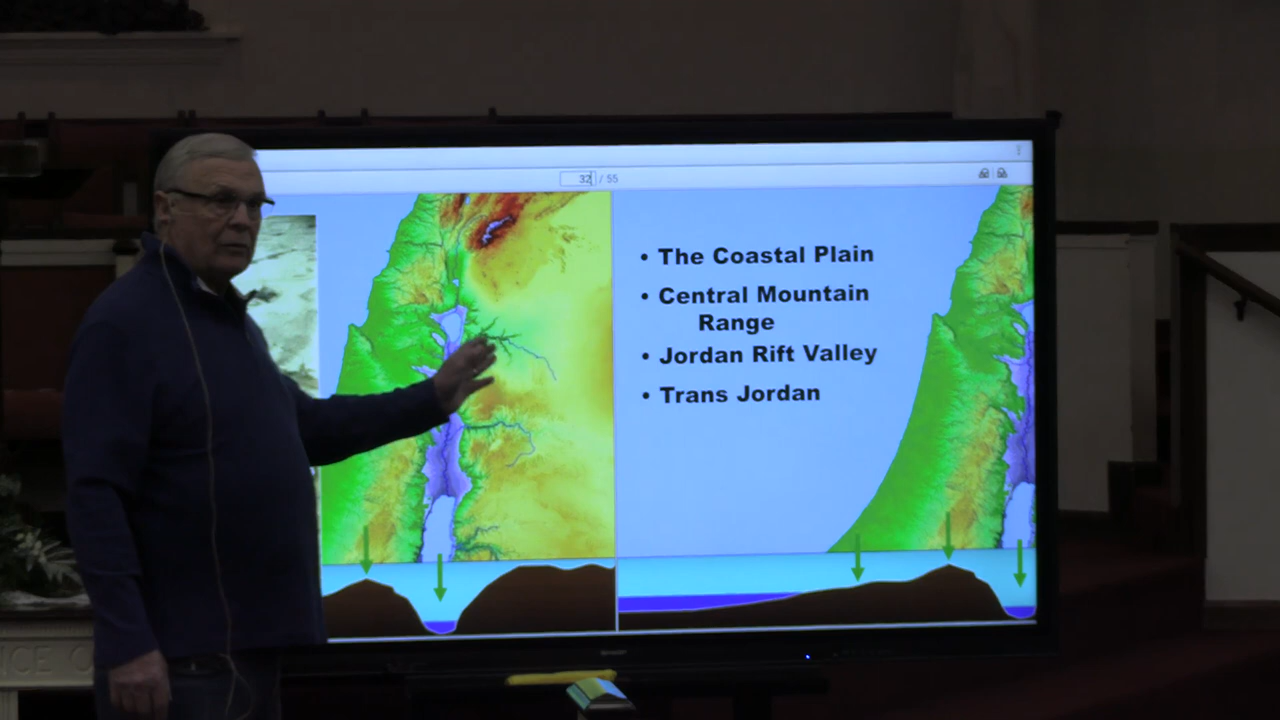 32 / 55
• The Coastal Plain
• Central Mountain
Range
• Jordan Rift Valley
• Trans Jordan